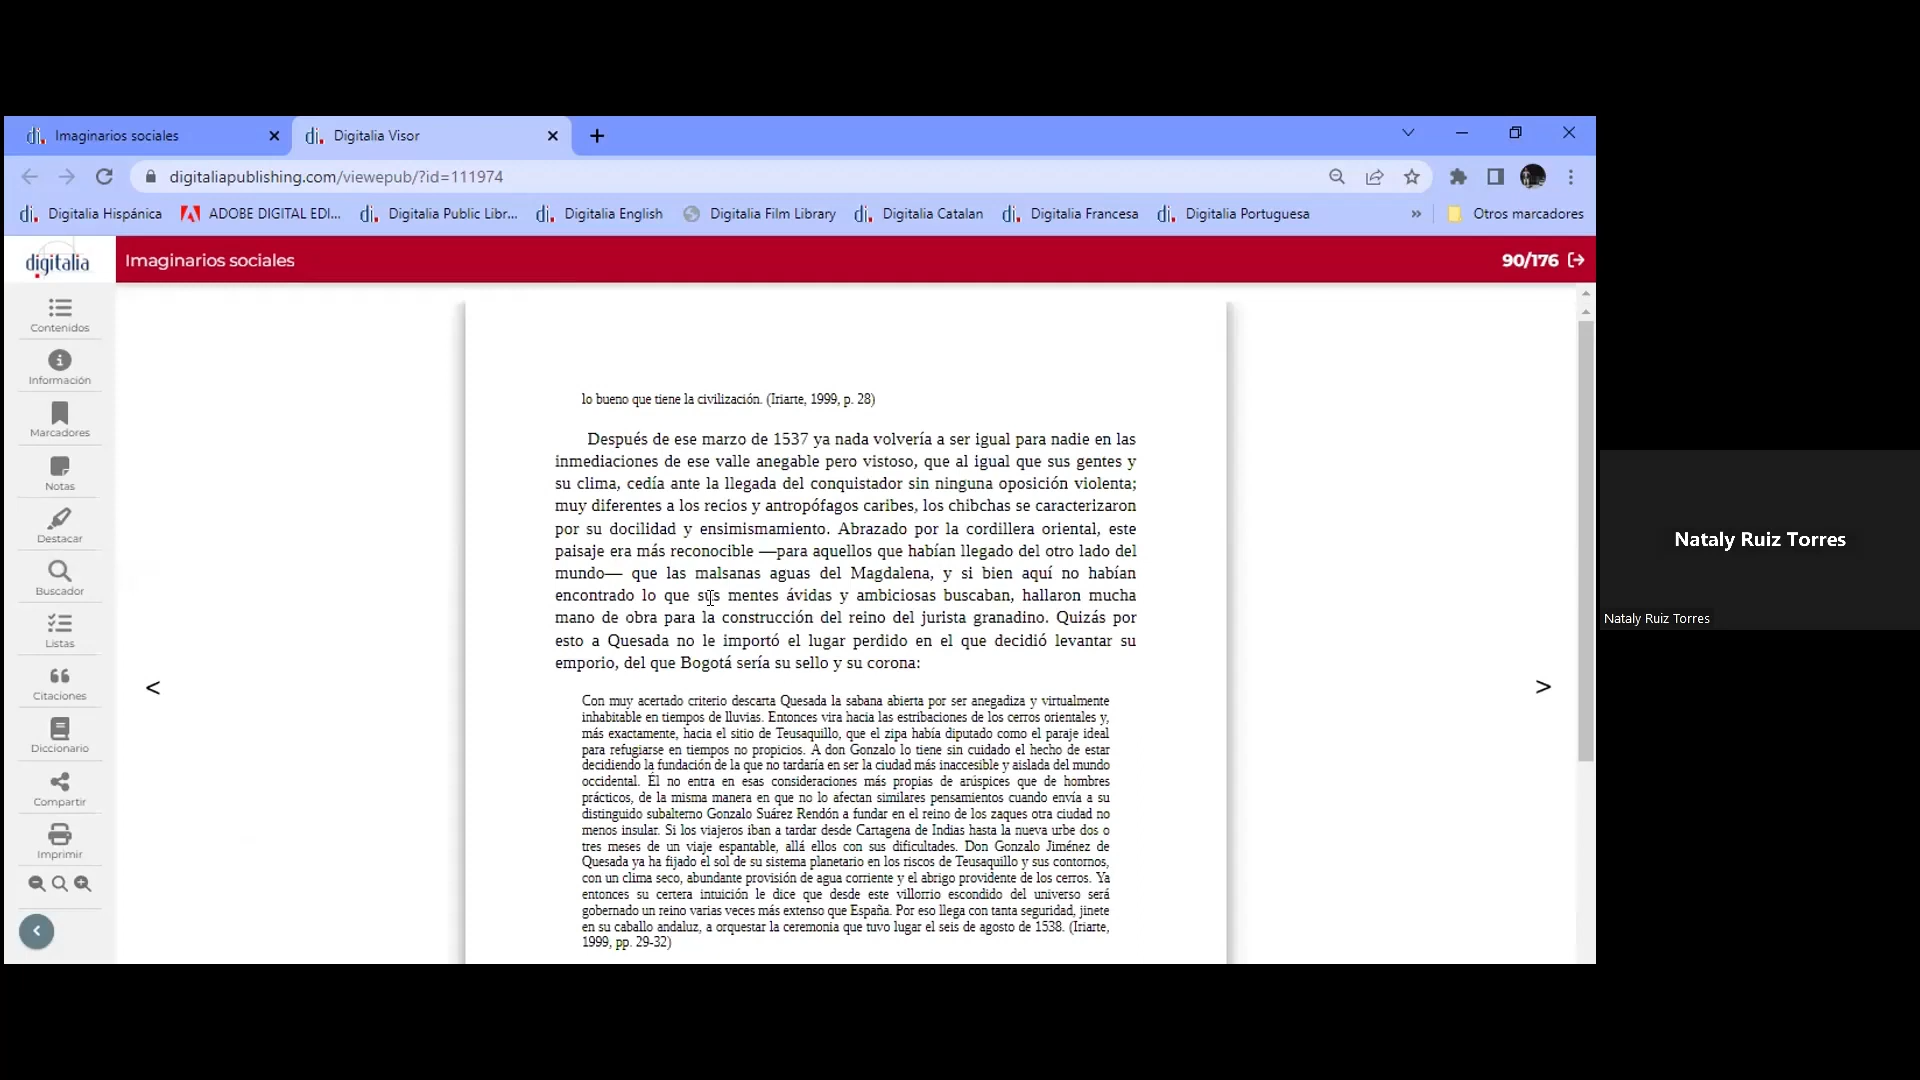 Imaginarios sociales
Digitalia Visor
digitaliapublishing.com/viewepub/?id=111974
Digitalia Hispánica
ADOBE DIGITAL EDI...
Digitalia Public Libr...
Digitalia English
Digitalia Film Library
Digitalia Catalan
Digitalia Francesa
Digitalia Portuguesa
»
Otros marcadores
digitalia
Imaginarios sociales
90/176
Contenidos
Información
Marcadores
Notas
Destacar
Buscador
Listas
Citaciones
Diccionario
Compartir
Imprimir
<
lo bueno que tiene la civilización. (Iriarte, 1999, p. 28)
Después de ese marzo de 1537 ya nada volvería a ser igual para nadie en las
inmediaciones de ese valle anegable pero vistoso, que al igual que sus gentes y
su clima, cedía ante la llegada del conquistador sin ninguna oposición violenta;
muy diferentes a los recios y antropófagos caribes, los chibchas se caracterizaron
por su docilidad y ensimismamiento. Abrazado por la cordillera oriental, este
paisaje era más reconocible —para aquellos que habían llegado del otro lado del
mundo— que las malsanas aguas del Magdalena, y si bien aquí no habían
encontrado lo que sus mentes ávidas y ambiciosas buscaban, hallaron mucha
mano de obra para la construcción del reino del jurista granadino. Quizás por
esto a Quesada no le importó el lugar perdido en el que decidió levantar su
emporio, del que Bogotá sería su sello y su corona:
Con muy acertado criterio descarta Quesada la sabana abierta por ser anegadiza y virtualmente
inhabitable en tiempos de lluvias. Entonces vira hacia las estribaciones de los cerros orientales y,
más exactamente, hacia el sitio de Teusaquillo, que el zipa había diputado como el paraje ideal
para refugiarse en tiempos no propicios. A don Gonzalo lo tiene sin cuidado el hecho de estar
decidiendo la fundación de la que no tardaría en ser la ciudad más inaccesible y aislada del mundo
occidental. Él no entra en esas consideraciones más propias de arúspices que de hombres
prácticos, de la misma manera en que no lo afectan similares pensamientos cuando envía a su
distinguido subalterno Gonzalo Suárez Rendón a fundar en el reino de los zaques otra ciudad no
menos insular. Si los viajeros iban a tardar desde Cartagena de Indias hasta la nueva urbe dos o
tres meses de un viaje espantable, allá ellos con sus dificultades. Don Gonzalo Jiménez de
Quesada ya ha fijado el sol de su sistema planetario en los riscos de Teusaquillo y sus contornos,
con un clima seco, abundante provisión de agua corriente y el abrigo providente de los cerros. Ya
entonces su certera intuición le dice que desde este villorrio escondido del universo será
gobernado un reino varias veces más extenso que España. Por eso llega con tanta seguridad, jinete
en su caballo andaluz, a orquestar la ceremonia que tuvo lugar el seis de agosto de 1538. (Iriarte,
1999, pp. 29-32)
>
Nataly Ruiz Torres
Nataly Ruiz Torres